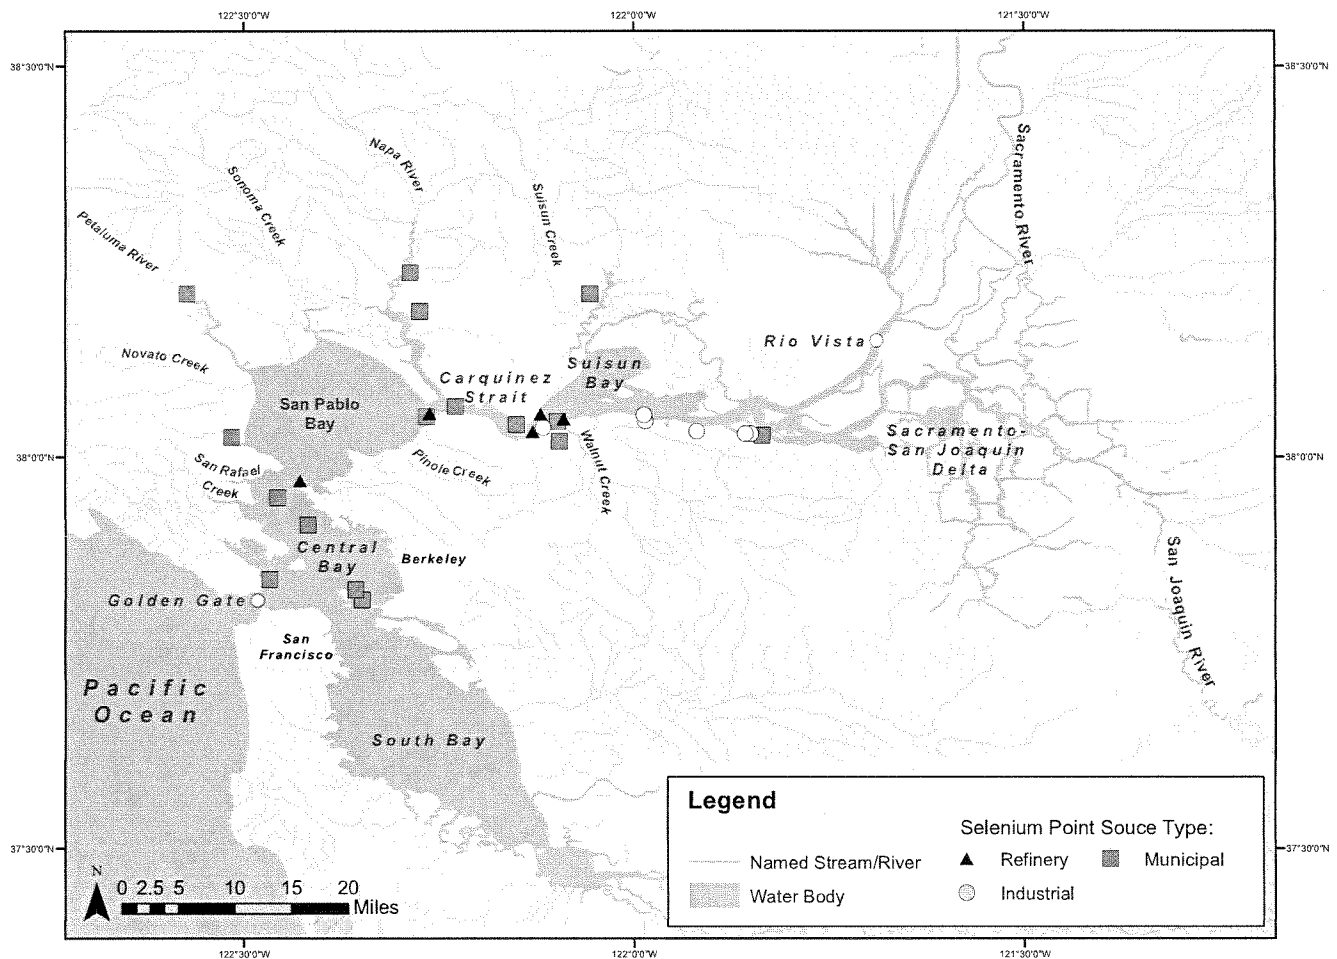 122°30'0"W
122°0'0"W
121°30'0"W
38°30'0"N
38°30'0"N
Napa River
Sonoma Creek
Suisun Creek
Sacramento River
Petaluma River
Rio Vista
Novato Creek
Suisun
Bay
Carquinez
Strait
San Pablo
Bay
Sacramento-
San Joaquin
Delta
38°0'0"N
38°0'0"N
San Rafael
Creek
Pinole Creek
Walnut Creek
Central
Bay
Berkeley
San Joaquin River
Golden Gate
San
Francisco
Pacific
Ocean
South Bay
Legend
Selenium Point Souce Type:
Named Stream/River
Refinery
Municipal
Water Body
Industrial
37°30'0"N
37°30'0"N
N
0 2.5 5 10 15 20
Miles
122°30'0"W
122°0'0"W
121°30'0"W